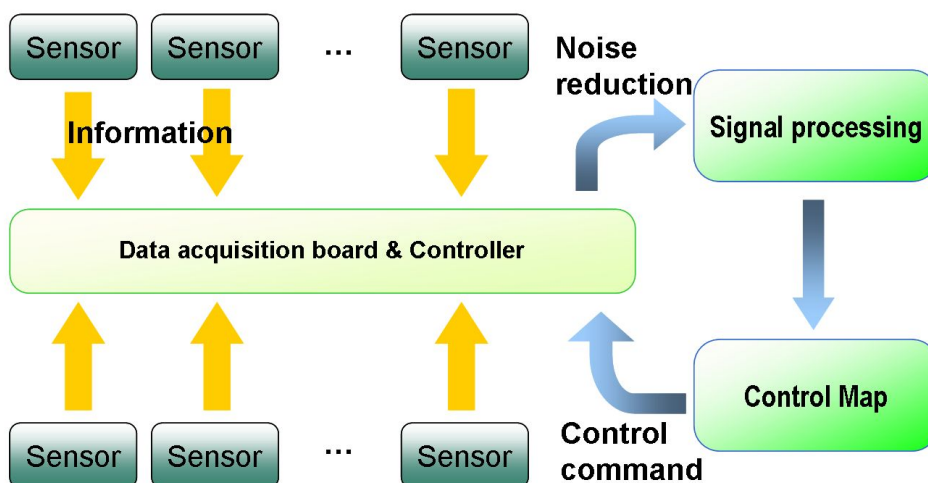 Sensor Sensor ... Sensor
Noise
reduction
Information
Signal processing
Data acquisition board & Controller
Control Map
Control
command
Sensor Sensor ... Sensor